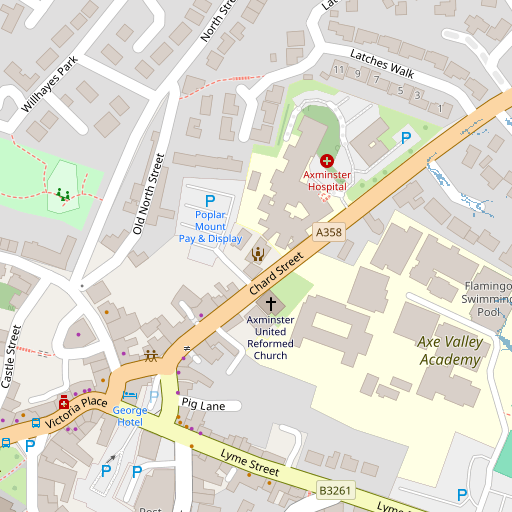 North Street
Latches Walk
Willhayes Park
11
9
7
5
3
1
P
Axminster
Hospital
Old North Street
P
Poplar
Mount
Pay & Display
A358
Chard Street
Flamingo
Swimming
Pool
Axminster
United
Reformed
Church
Axe Valley
Academy
Castle Street
Victoria Place
P
George
Hotel
Pig Lane
Lyme Street
P
P
P
P
B3261